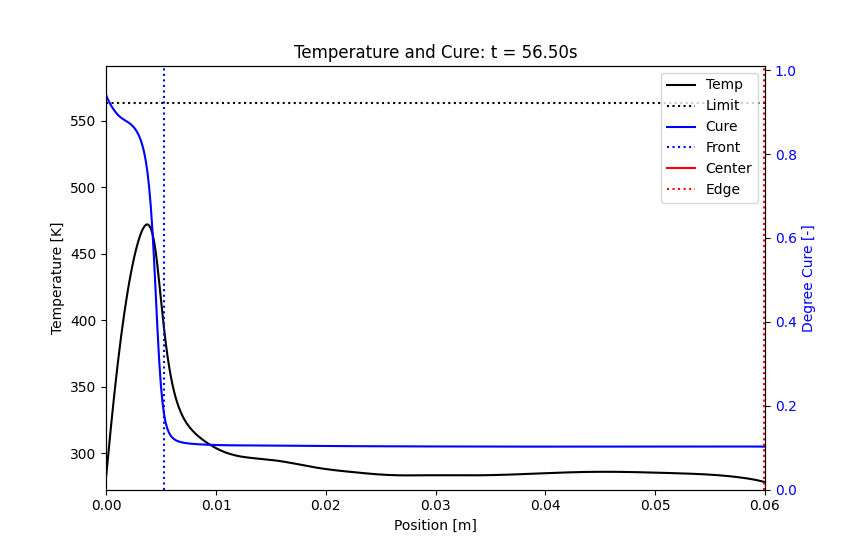 Temperature and Cure: t = 56.50s
Temp
Limit
Cure
Front
Center
Edge
550
500
450
400
350
300
Temperature [K]
1.0
0.8
0.6
0.4
0.2
0.0
Degree Cure [-]
0.00 0.01 0.02 0.03 0.04 0.05 0.06
Position [m]